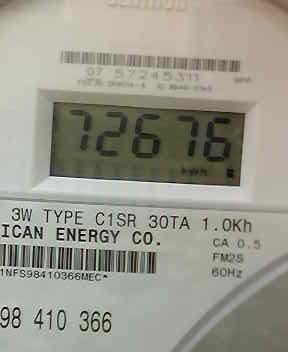 07 57245311
72676
kWh
3W TYPE C1SR 30TA 1.0Kh
ICAN ENERGY CO.
CA 0.5
FM2S
60Hz
1NFS98410366MEC*
98 410 366